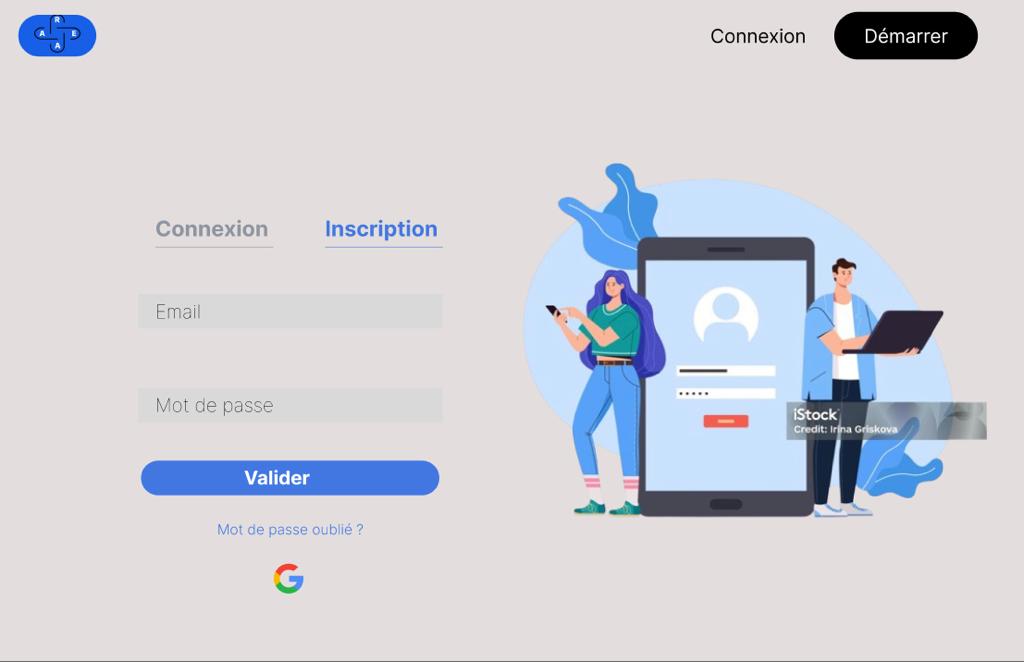 R
A E
A
Connexion
Démarrer
Connexion
Inscription
Email
Mot de passe
Valider
Mot de passe oublié ?
iStock
Credit: Irina Griskova